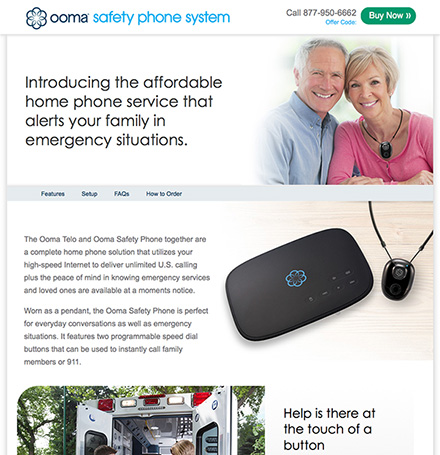 ooma safety phone system
Call 877-950-6662
Offer Code:
Buy Now »
Introducing the affordable
home phone service that
alerts your family in
emergency situations.
Features Setup FAQs How to Order
The Ooma Telo and Ooma Safety Phone together are
a complete home phone solution that utilizes your
high-speed Internet to deliver unlimited U.S. calling
plus the peace of mind in knowing emergency services
and loved ones are available at a moments notice.
Worn as a pendant, the Ooma Safety Phone is perfect
for everyday conversations as well as emergency
situations. It features two programmable speed dial
buttons that can be used to instantly call family
members or 911.
Help is there at
the touch of a
button